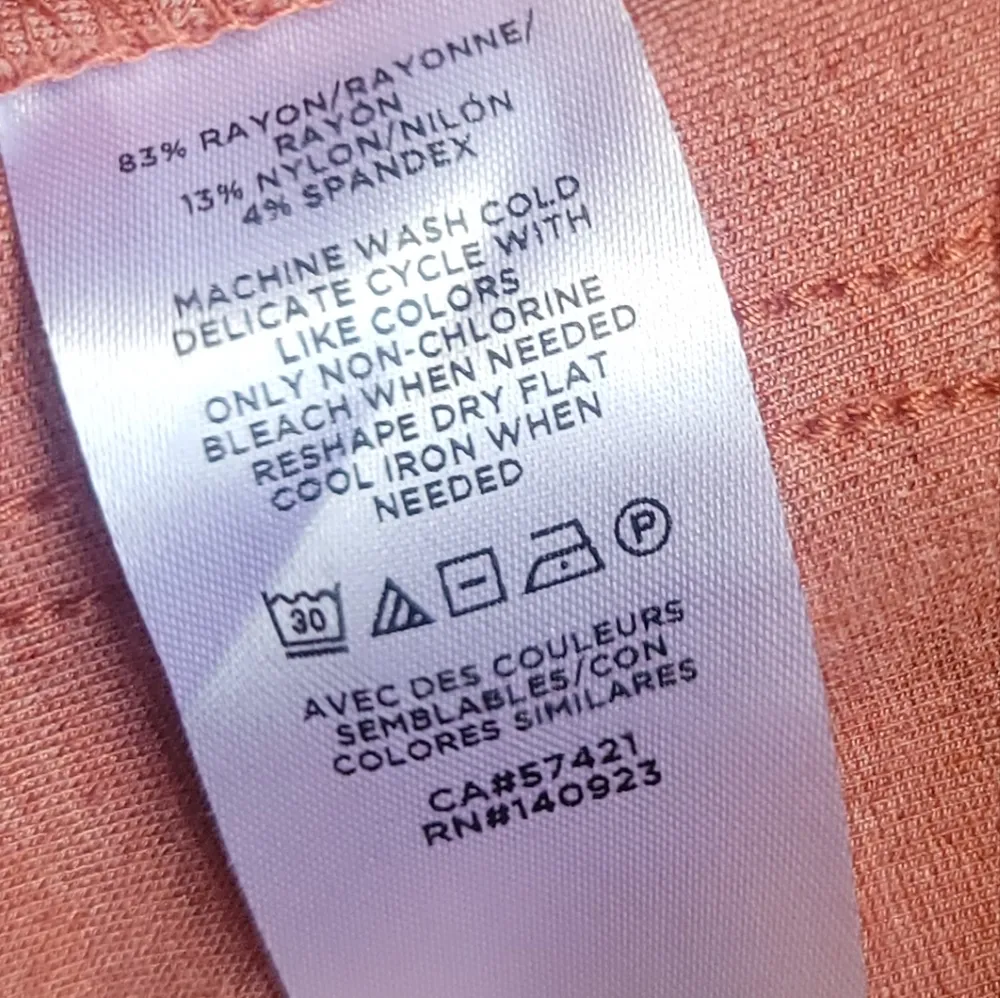 83% RAYON/RAYONNE/
RAYÓN
13% NYLON/NILÓN
4% SPANDEX
MACHINE WASH COLD
DELICATE CYCLE WITH
LIKE COLORS
ONLY NON-CHLORINE
BLEACH WHEN NEEDED
RESHAPE DRY FLAT
COOL IRON WHEN
NEEDED
30 P
AVEC DES COULEURS
SEMBLABLES/CON
COLORES SIMILARES
CA#57421
RN#140923